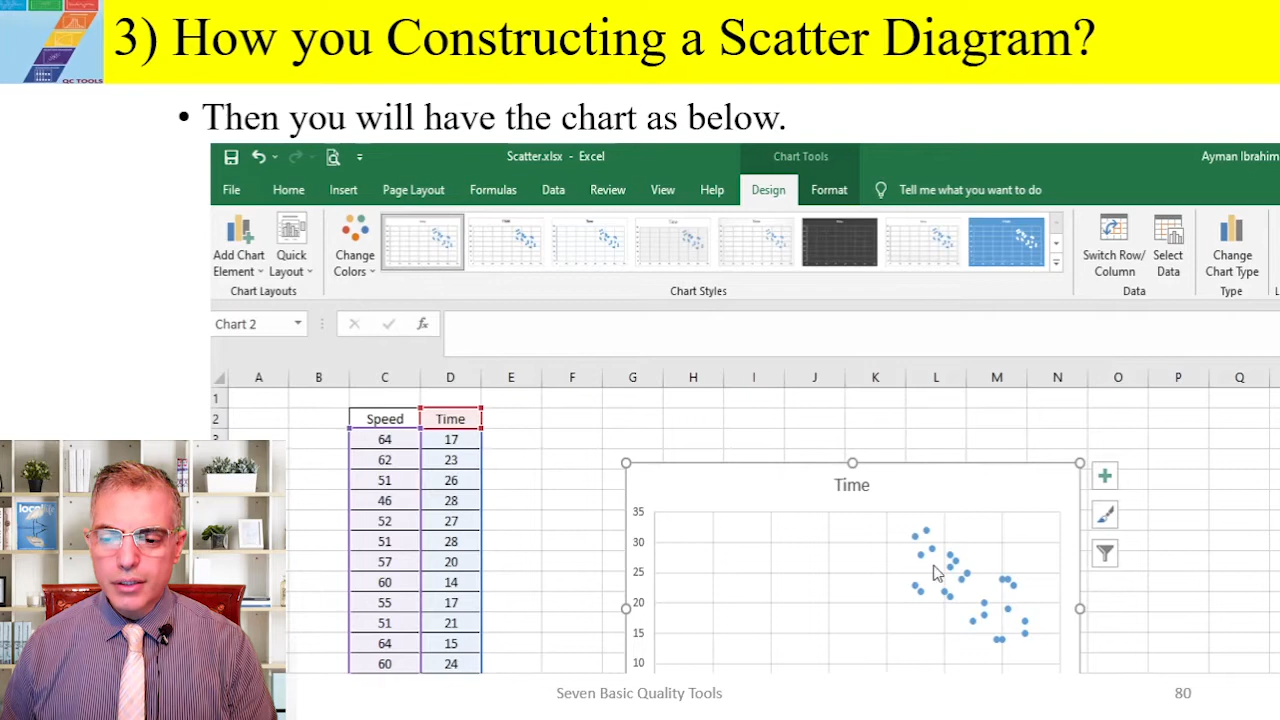 QC TOOLS
3) How you Constructing a Scatter Diagram?
• Then you will have the chart as below.
Scatter.xlsx - Excel
Chart Tools
Ayman Ibrahim
File Home Insert Page Layout Formulas Data Review View Help Design Format Tell me what you want to do
Add Chart Element
Quick Layout
Change Colors
Switch Row/ Column
Select Data
Change Chart Type
Chart Layouts
Chart Styles
Data
Type
Chart 2
fx
A B C D E F G H I J K L M N O P Q
1
2 Speed Time
3 64 17
62 23
51 26
46 28
52 27
51 28
57 20
60 14
55 17
51 21
64 15
60 24
Time
35
30
25
20
15
10
local
Seven Basic Quality Tools
80